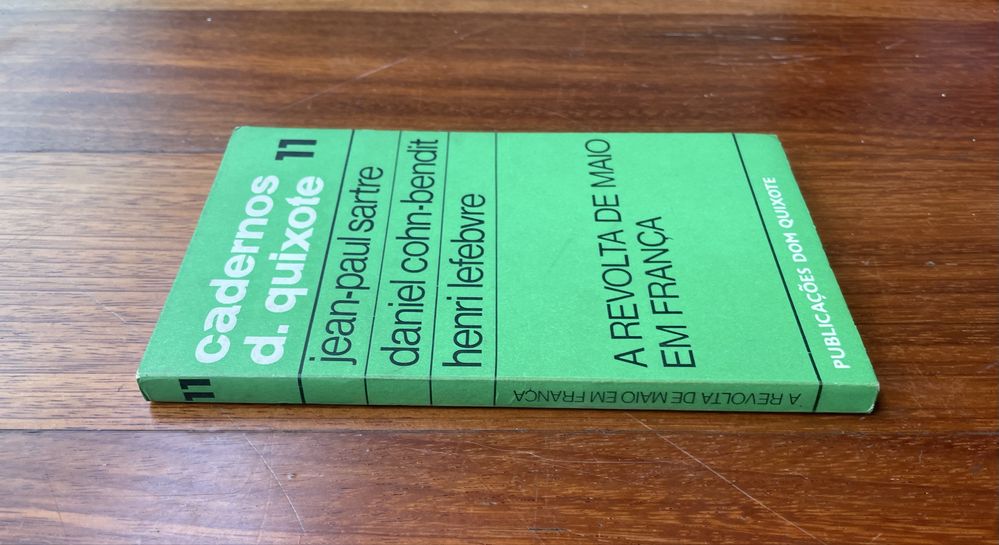 cadernos
d. quixote 11
jean-paul sartre
daniel cohn-bendit
henri lefebvre
A REVOLTA DE MAIO
EM FRANÇA
PUBLICAÇÕES DOM QUIXOTE
11
A REVOLTA DE MAIO EM FRANÇA